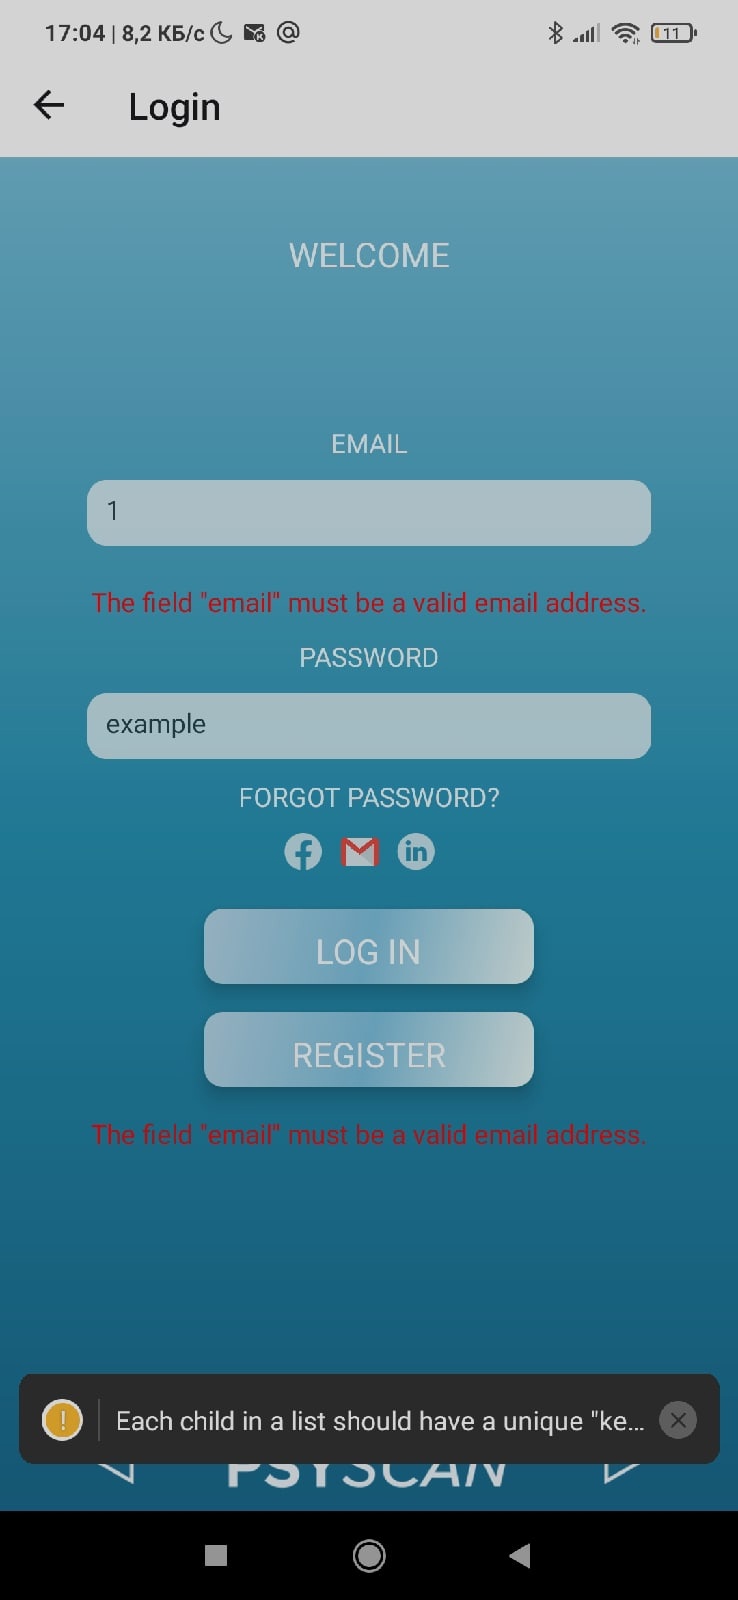 17:04 | 8,2 КБ/с
11
Login
WELCOME
EMAIL
1
The field "email" must be a valid email address.
PASSWORD
example
FORGOT PASSWORD?
in
LOG IN
REGISTER
The field "email" must be a valid email address.
Each child in a list should have a unique "ke...
PSYSCAN